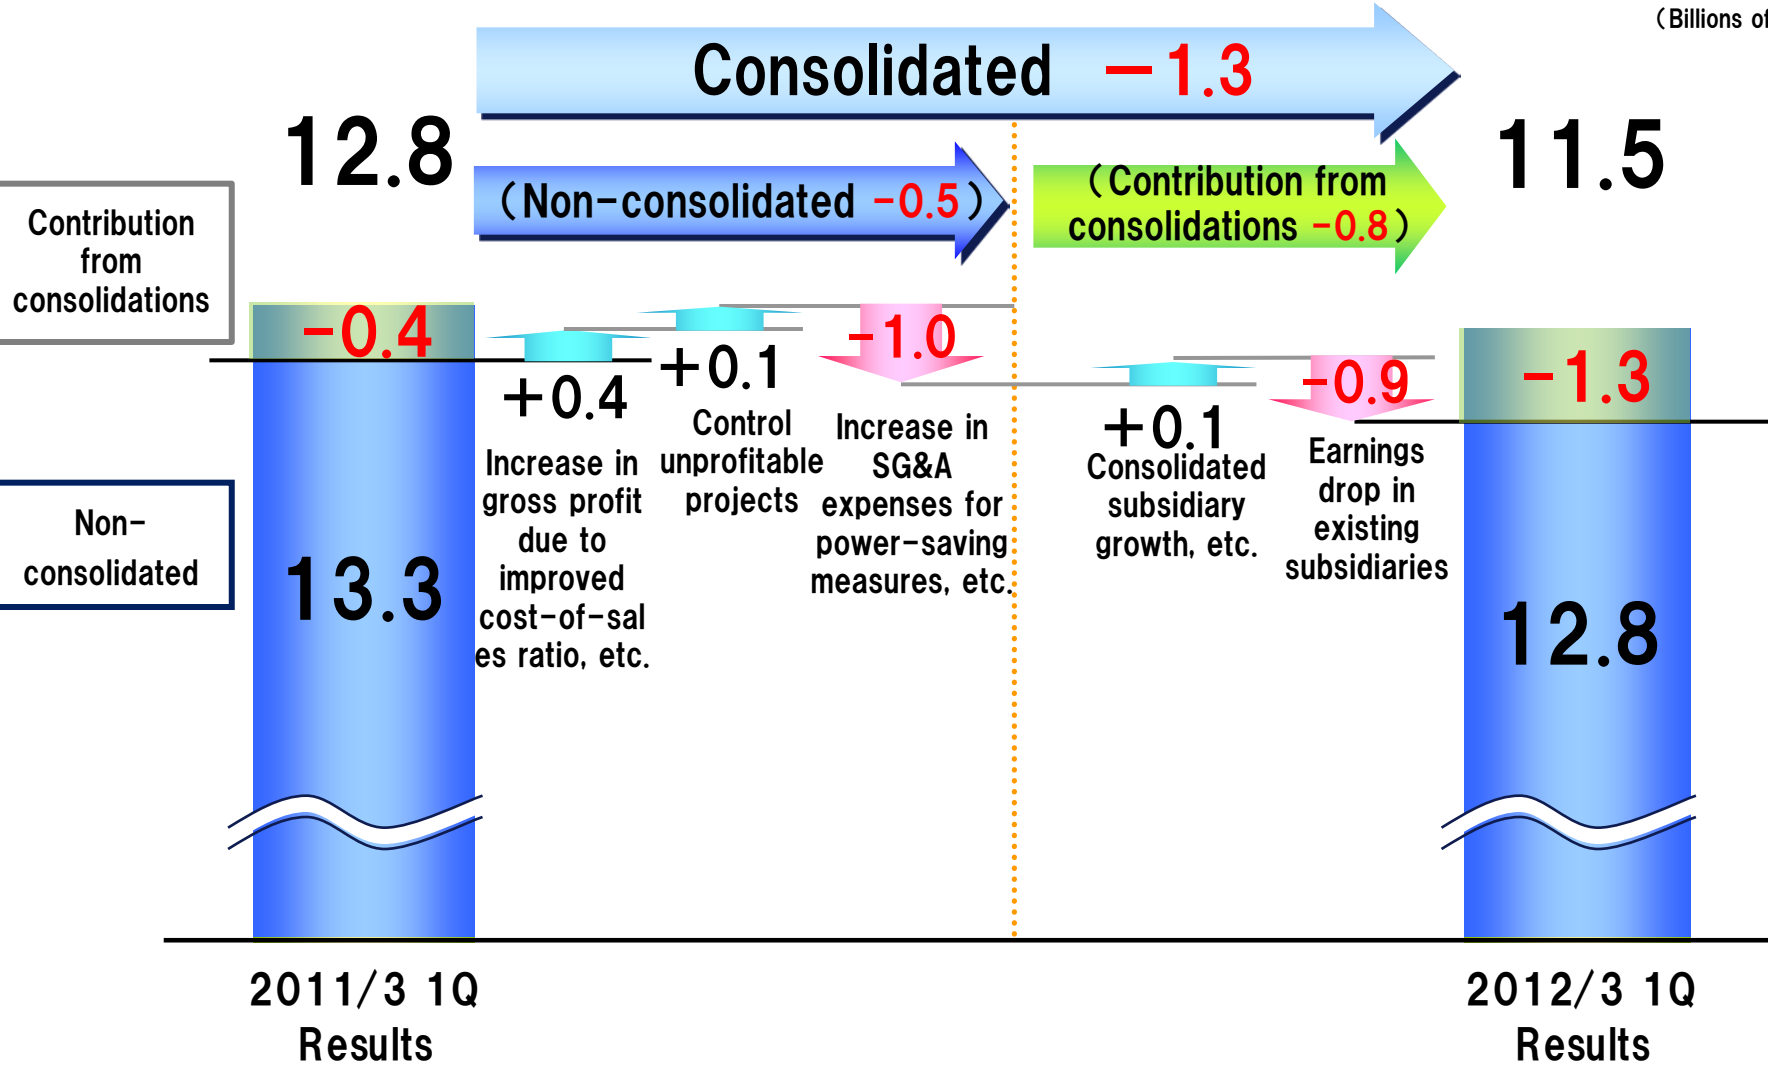 （Billions of
Consolidated －1.3
12.8
11.5
（Non-consolidated -0.5）
（Contribution from
consolidations -0.8）
Contribution
from
consolidations
-0.4
+0.4
Increase in
gross profit
due to
improved
cost-of-sal
es ratio, etc.
+0.1
Control
unprofitable
projects
-1.0
Increase in
SG&A
expenses for
power-saving
measures, etc.
+0.1
Consolidated
subsidiary
growth, etc.
-0.9
Earnings
drop in
existing
subsidiaries
-1.3
Non-
consolidated
13.3
12.8
2011/3 1Q
Results
2012/3 1Q
Results